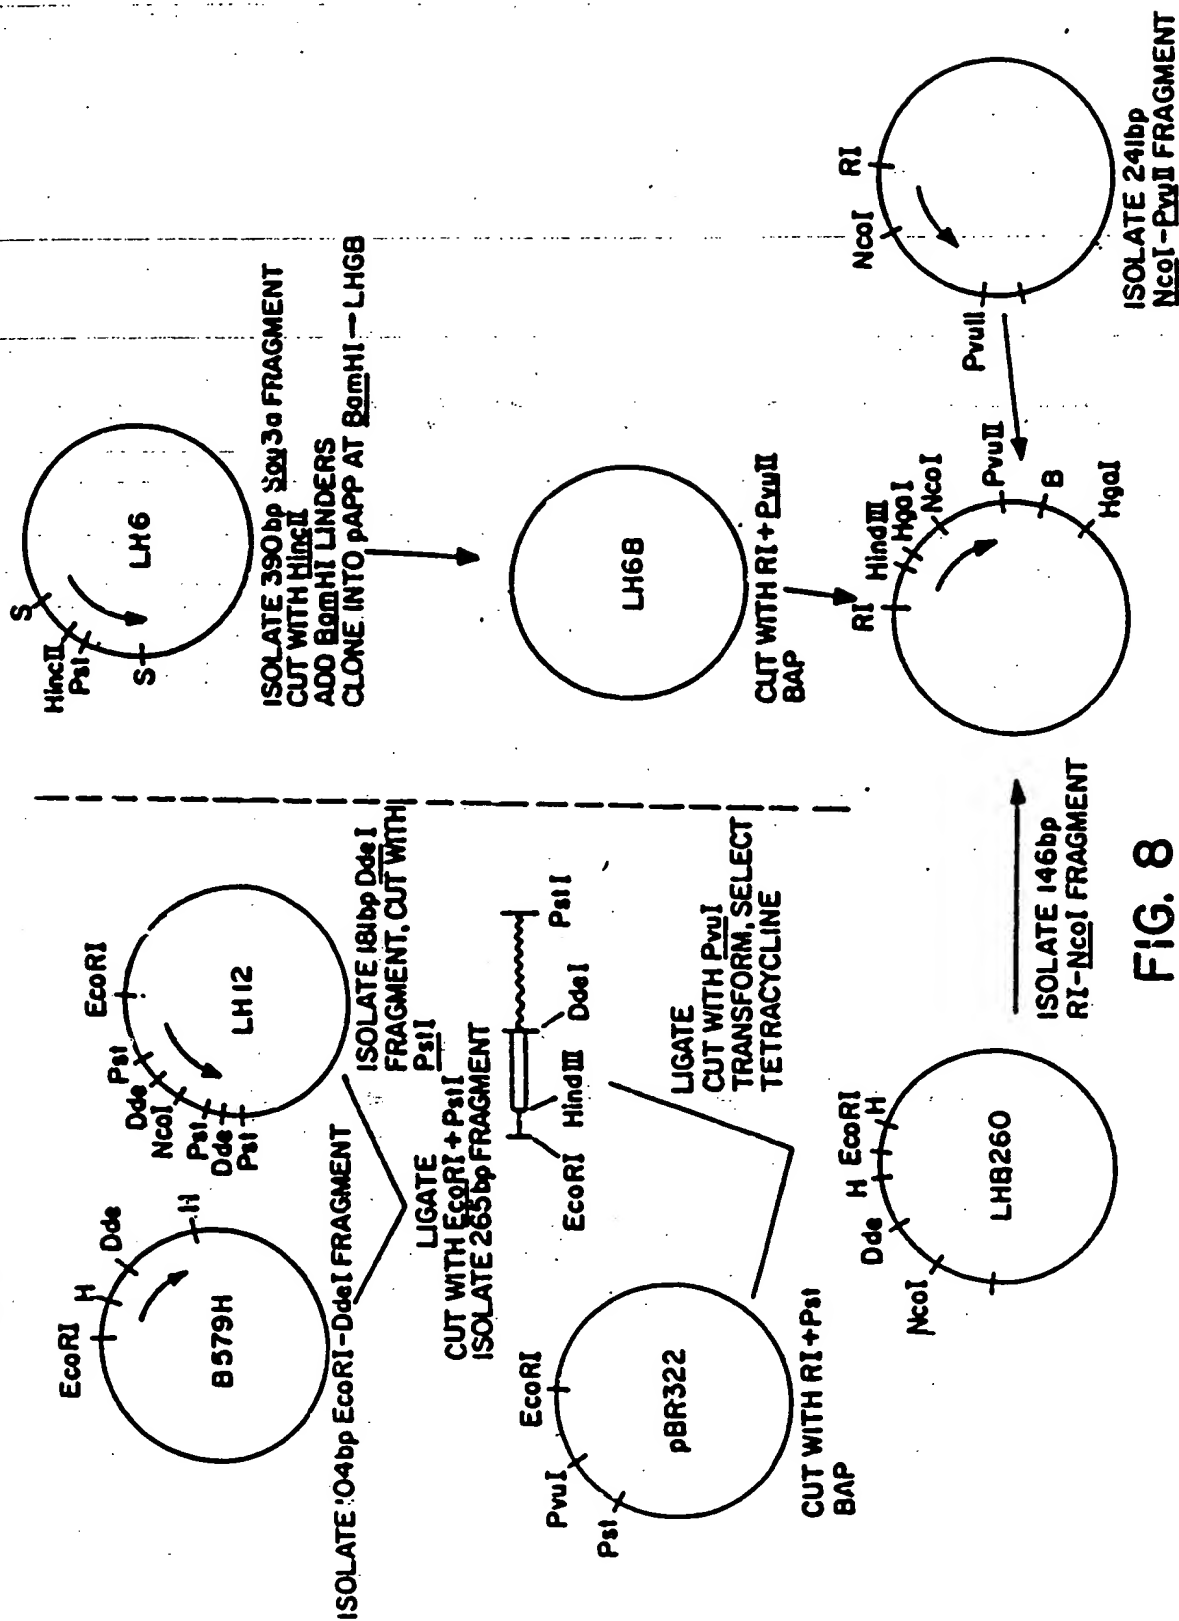 EcoRI
H
Dde
H
B579H
ISOLATE 104bp EcoRI-DdeI FRAGMENT
EcoRI
Pst
Dde
NcoI
Pst
Dde
Pst
LH12
ISOLATE 181bp DdeI
FRAGMENT, CUT WITH
PstI
LIGATE
CUT WITH EcoRI+PstI
ISOLATE 265bp FRAGMENT
EcoRI
HindIII
DdeI
PstI
EcoRI
PvuI
Pst
pBR322
CUT WITH RI+Pst
BAP
LIGATE
CUT WITH PvuI
TRANSFORM, SELECT
TETRACYCLINE
H
EcoRI
H
Dde
NcoI
LHB260
ISOLATE 146bp
RI-NcoI FRAGMENT
S
HincII
Pst
S
LH6
ISOLATE 390bp Sau3a FRAGMENT
CUT WITH HincII
ADD BamHI LINDERS
CLONE INTO pAPP AT BamHI — LHGB
LH6B
CUT WITH RI+PvuII
BAP
RI
HindIII
HgaI
NcoI
PvuII
B
HgaI
RI
NcoI
PvuII
ISOLATE 241bp
NcoI-PvuII FRAGMENT
FIG. 8